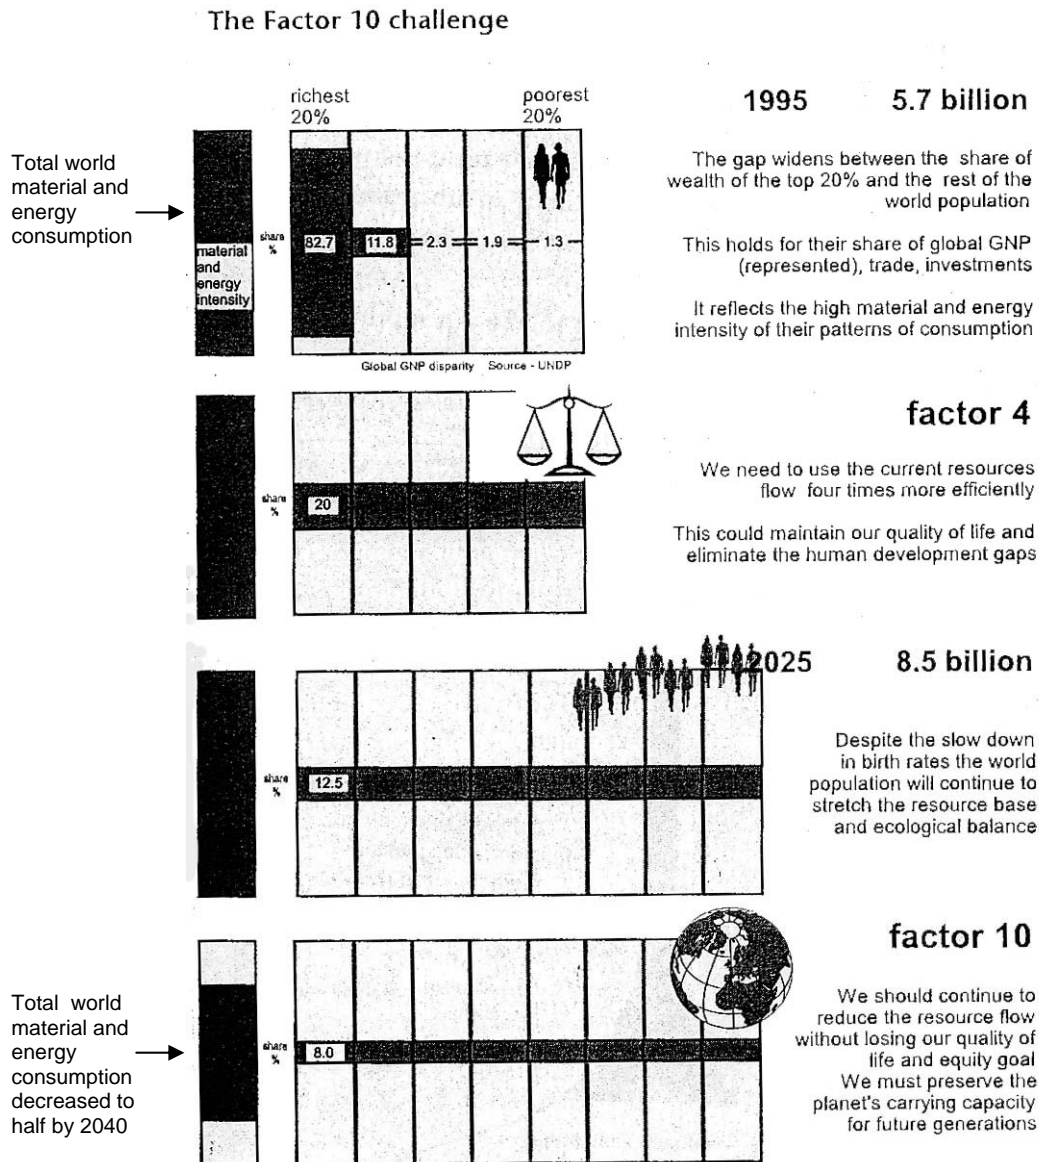 The Factor 10 challenge
richest
20%
poorest
20%
1995 5.7 billion
Total world
material and
energy
consumption
material
and
energy
intensity
share
%
82.7 11.8 2.3 1.9 1.3
The gap widens between the share of
wealth of the top 20% and the rest of the
world population
This holds for their share of global GNP
(represented), trade, investments
It reflects the high material and energy
intensity of their patterns of consumption
Global GNP disparity Source - UNDP
factor 4
share
%
20
We need to use the current resources
flow four times more efficiently
This could maintain our quality of life and
eliminate the human development gaps
2025 8.5 billion
share
%
12.5
Despite the slow down
in birth rates the world
population will continue to
stretch the resource base
and ecological balance
factor 10
Total world
material and
energy
consumption
decreased to
half by 2040
share
%
8.0
We should continue to
reduce the resource flow
without losing our quality of
life and equity goal
We must preserve the
planet's carrying capacity
for future generations